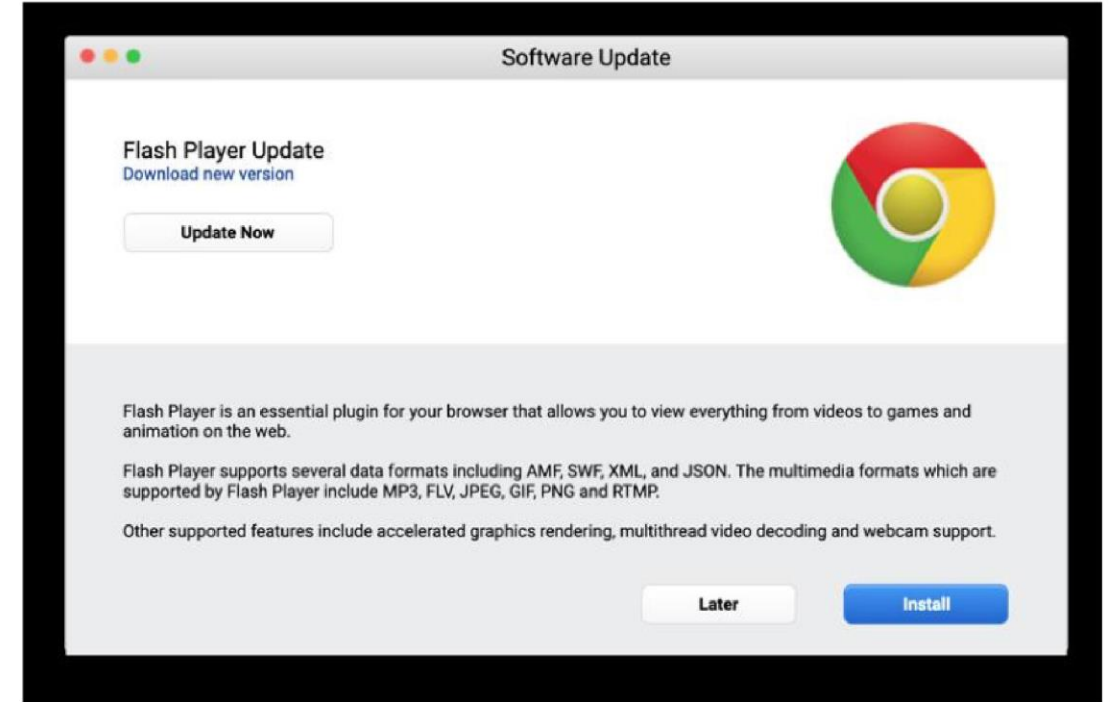 Software Update
Flash Player Update
Download new version
Update Now
Flash Player is an essential plugin for your browser that allows you to view everything from videos to games and
animation on the web.
Flash Player supports several data formats including AMF, SWF, XML, and JSON. The multimedia formats which are
supported by Flash Player include MP3, FLV, JPEG, GIF, PNG and RTMP.
Other supported features include accelerated graphics rendering, multithread video decoding and webcam support.
Later
Install